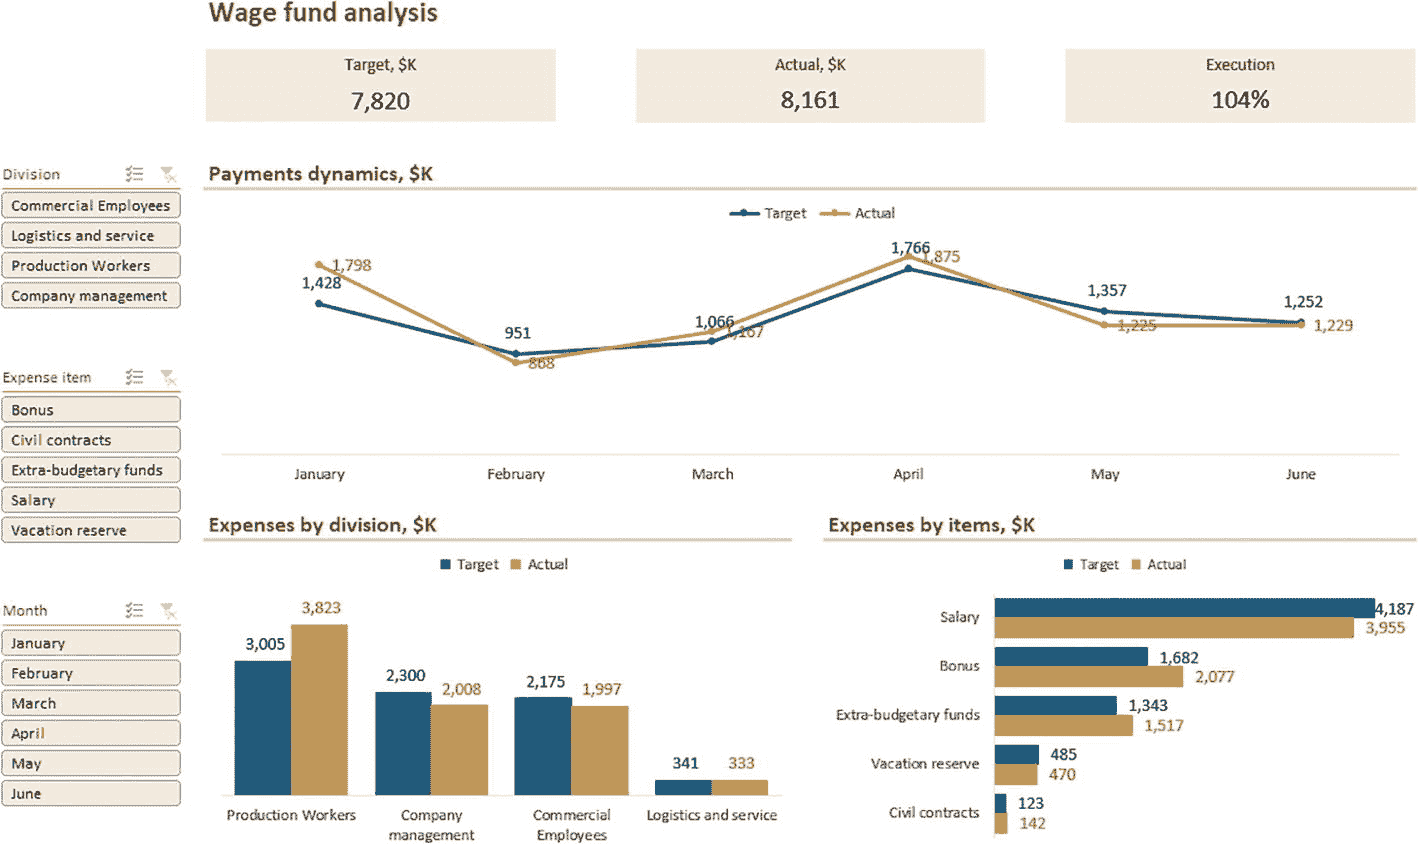 Wage fund analysis
Target, $K
7,820
Actual, $K
8,161
Execution
104%
Division
Commercial Employees
Logistics and service
Production Workers
Company management
Expense item
Bonus
Civil contracts
Extra-budgetary funds
Salary
Vacation reserve
Month
January
February
March
April
May
June
Payments dynamics, $K
Target Actual
1,798
1,428
951
868
1,066
1,167
1,766
1,875
1,357
1,225
1,252
1,229
January February March April May June
Expenses by division, $K
Target Actual
3,005 3,823
2,300 2,008
2,175 1,997
341 333
Production Workers
Company
management
Commercial
Employees
Logistics and service
Expenses by items, $K
Target Actual
Salary 4,187
3,955
Bonus 1,682
2,077
Extra-budgetary funds 1,343
1,517
Vacation reserve 485
470
Civil contracts 123
142